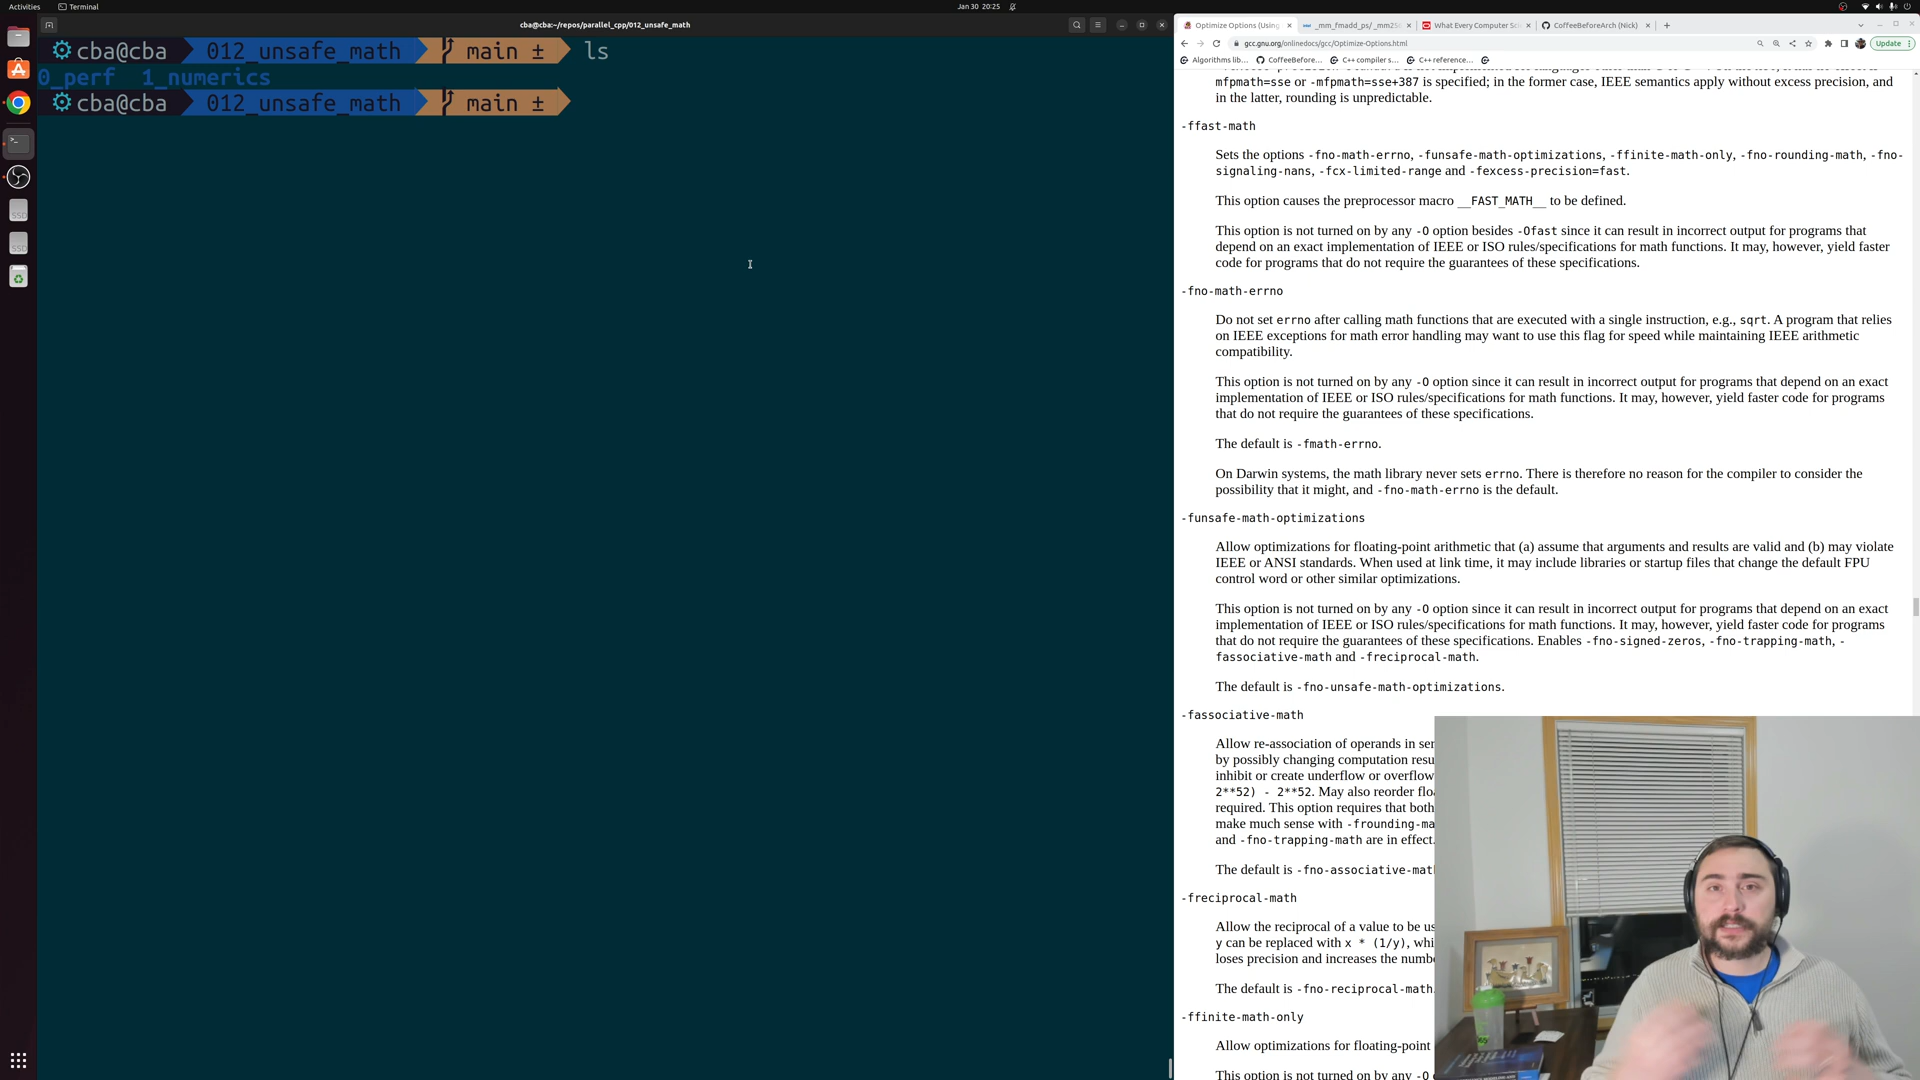 Activities
Terminal
Jan 30 20:25
cba@cba:~/repos/parallel_cpp/012_unsafe_math
cba@cba 012_unsafe_math main ± ls
0_perf 1_numerics
cba@cba 012_unsafe_math main ±
Optimize Options (Using
_mm_fmadd_ps/ _mm256
What Every Computer Sci
CoffeeBeforeArch (Nick)
gcc.gnu.org/onlinedocs/gcc/Optimize-Options.html
Update
Algorithms lib...
CoffeeBefore...
C++ compiler s...
C++ reference...
mfpmath=sse or -mfpmath=sse+387 is specified; in the former case, IEEE semantics apply without excess precision, and
in the latter, rounding is unpredictable.
-ffast-math
Sets the options -fno-math-errno, -funsafe-math-optimizations, -ffinite-math-only, -fno-rounding-math, -fno-
signaling-nans, -fcx-limited-range and -fexcess-precision=fast.
This option causes the preprocessor macro __FAST_MATH__ to be defined.
This option is not turned on by any -O option besides -Ofast since it can result in incorrect output for programs that
depend on an exact implementation of IEEE or ISO rules/specifications for math functions. It may, however, yield faster
code for programs that do not require the guarantees of these specifications.
-fno-math-errno
Do not set errno after calling math functions that are executed with a single instruction, e.g., sqrt. A program that relies
on IEEE exceptions for math error handling may want to use this flag for speed while maintaining IEEE arithmetic
compatibility.
This option is not turned on by any -O option since it can result in incorrect output for programs that depend on an exact
implementation of IEEE or ISO rules/specifications for math functions. It may, however, yield faster code for programs
that do not require the guarantees of these specifications.
The default is -fmath-errno.
On Darwin systems, the math library never sets errno. There is therefore no reason for the compiler to consider the
possibility that it might, and -fno-math-errno is the default.
-funsafe-math-optimizations
Allow optimizations for floating-point arithmetic that (a) assume that arguments and results are valid and (b) may violate
IEEE or ANSI standards. When used at link time, it may include libraries or startup files that change the default FPU
control word or other similar optimizations.
This option is not turned on by any -O option since it can result in incorrect output for programs that depend on an exact
implementation of IEEE or ISO rules/specifications for math functions. It may, however, yield faster code for programs
that do not require the guarantees of these specifications. Enables -fno-signed-zeros, -fno-trapping-math, -
fassociative-math and -freciprocal-math.
The default is -fno-unsafe-math-optimizations.
-fassociative-math
Allow re-association of operands in ser
by possibly changing computation resu
inhibit or create underflow or overflow
2**52) - 2**52. May also reorder floa
required. This option requires that both
make much sense with -frounding-ma
and -fno-trapping-math are in effect.
The default is -fno-associative-math
-freciprocal-math
Allow the reciprocal of a value to be us
y can be replaced with x * (1/y), whi
loses precision and increases the numb
The default is -fno-reciprocal-math.
-ffinite-math-only
Allow optimizations for floating-point
This option is not turned on by any -O